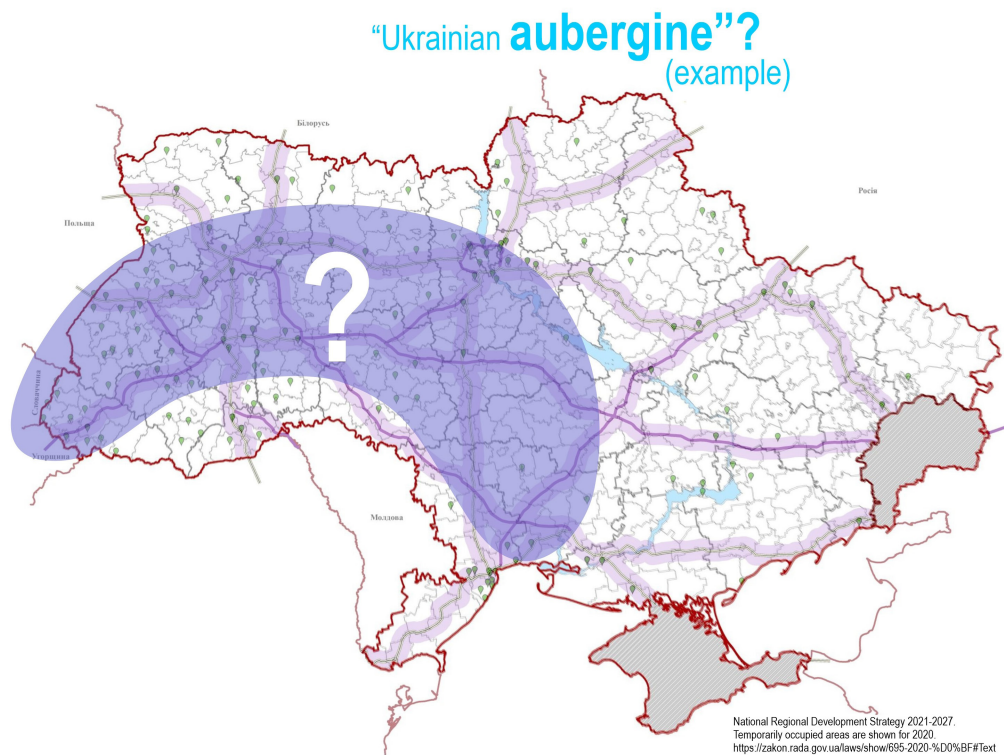 “Ukrainian aubergine”?
(example)
Білорусь
Росія
Польша
?
Словаччина
Угорщина
Молдова
National Regional Development Strategy 2021-2027.
Temporarily occupied areas are shown for 2020.
https://zakon.rada.gov.ua/laws/show/695-2020-%D0%BF#Text